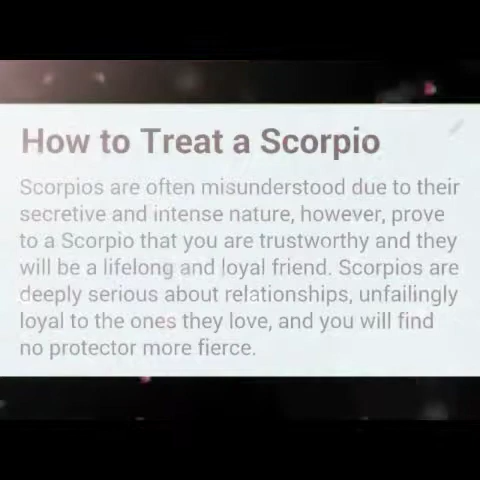 How to Treat a Scorpio
Scorpios are often misunderstood due to their
secretive and intense nature, however, prove
to a Scorpio that you are trustworthy and they
will be a lifelong and loyal friend. Scorpios are
deeply serious about relationships, unfailingly
loyal to the ones they love, and you will find
no protector more fierce.